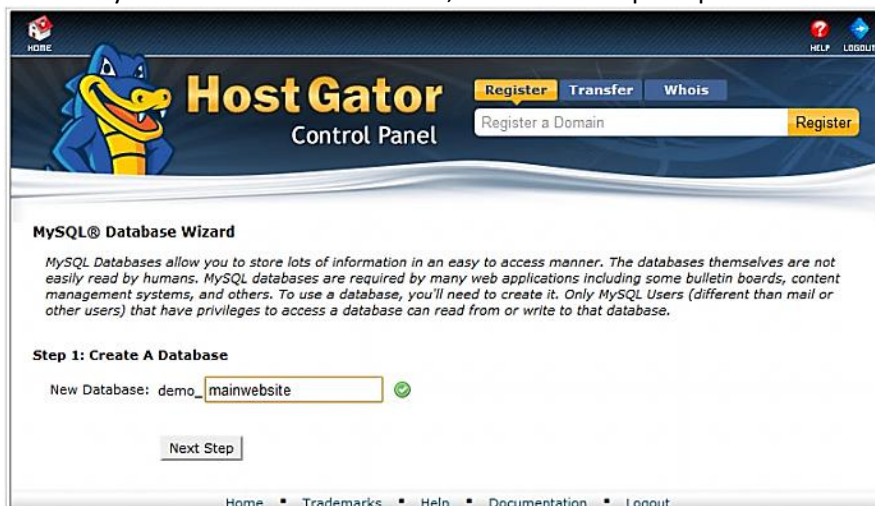 HOME
HELP LOGOUT
Host Gator
Control Panel
Register Transfer Whois
Register a Domain Register
MySQL® Database Wizard
MySQL Databases allow you to store lots of information in an easy to access manner. The databases themselves are not
easily read by humans. MySQL databases are required by many web applications including some bulletin boards, content
management systems, and others. To use a database, you'll need to create it. Only MySQL Users (different than mail or
other users) that have privileges to access a database can read from or write to that database.
Step 1: Create A Database
New Database: demo_ mainwebsite
Next Step
Home ▪ Trademarks ▪ Help ▪ Documentation ▪ Logout